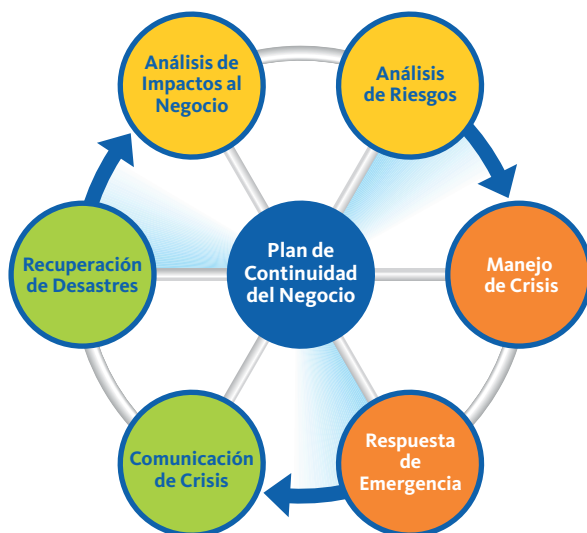 Análisis de
Impactos al
Negocio
Análisis
de Riesgos
Manejo
de Crisis
Respuesta
de
Emergencia
Comunicación
de Crisis
Recuperación
de Desastres
Plan de
Continuidad
del Negocio